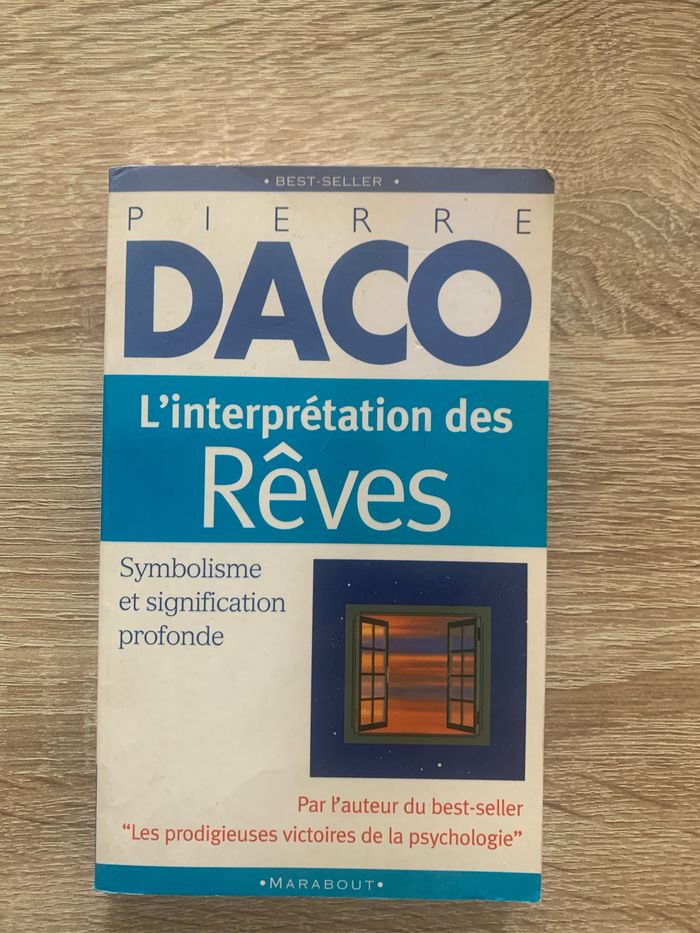 • BEST-SELLER •
PIERRE
DACO
L'interprétation des
Rêves
Symbolisme
et signification
profonde
Par l'auteur du best-seller
“Les prodigieuses victoires de la psychologie”
•MARABOUT•